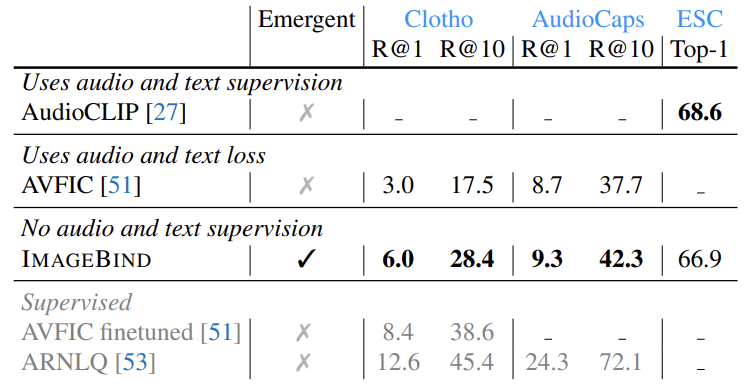 Emergent Clotho AudioCaps ESC
R@1 R@10 R@1 R@10 Top-1
Uses audio and text supervision
AudioCLIP [27] ✗ - - - - 68.6
Uses audio and text loss
AVFIC [51] ✗ 3.0 17.5 8.7 37.7 -
No audio and text supervision
IMAGEBIND ✓ 6.0 28.4 9.3 42.3 66.9
Supervised
AVFIC finetuned [51] ✗ 8.4 38.6 - - -
ARNLQ [53] ✗ 12.6 45.4 24.3 72.1 -